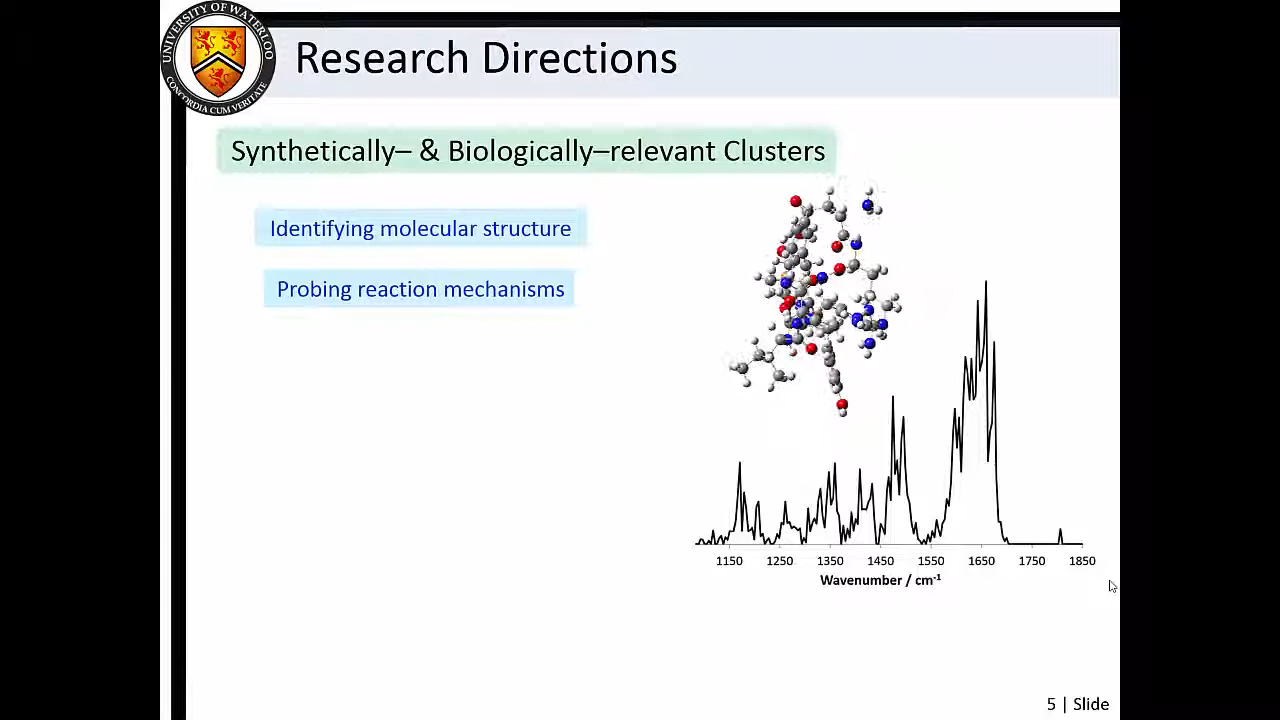 UNIVERSITY OF WATERLOO
CONCORDIA CUM VERITATE
Research Directions
Synthetically– & Biologically–relevant Clusters
Identifying molecular structure
Probing reaction mechanisms
1150 1250 1350 1450 1550 1650 1750 1850
Wavenumber / cm⁻¹
5 | Slide